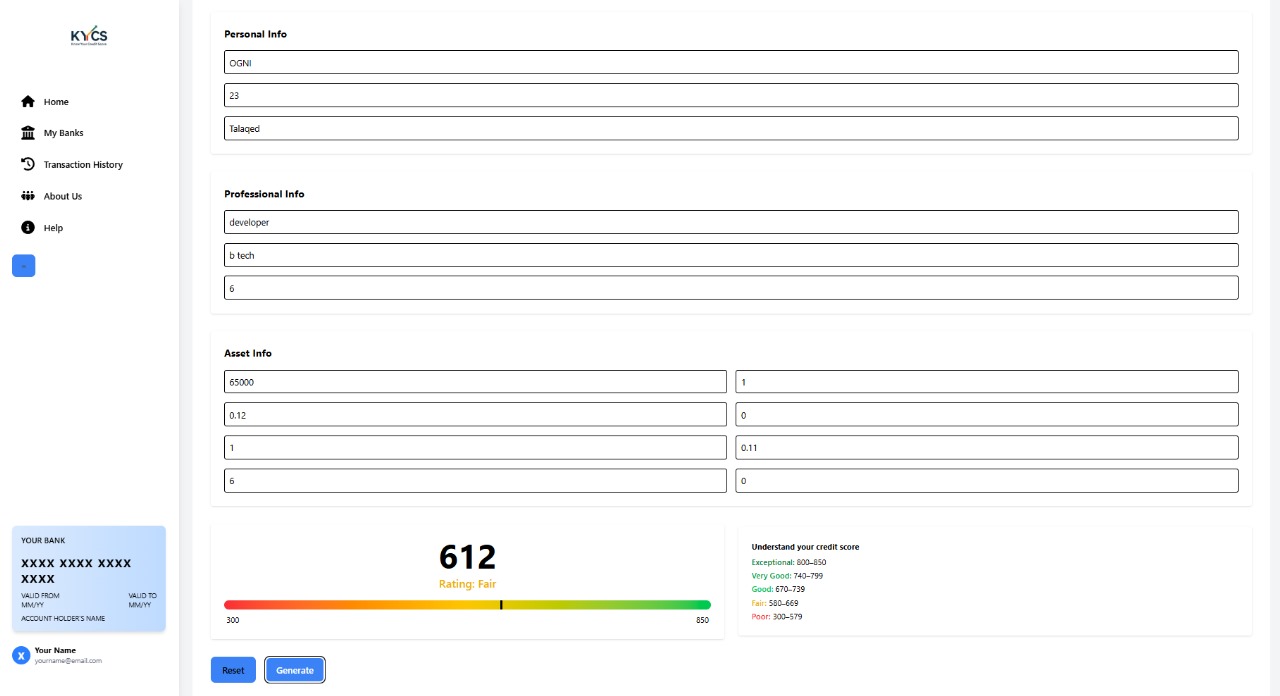 KYCS
Home
My Banks
Transaction History
About Us
Help
YOUR BANK
XXXX XXXX XXXX
XXXX
VALID FROM VALID TO
MM/YY MM/YY
ACCOUNT HOLDER'S NAME
X
Your Name
yourname@email.com
Personal Info
OGNI
23
Talaqed
Professional Info
developer
b tech
6
Asset Info
65000 1
0.12 0
1 0.11
6 0
612
Rating: Fair
300 850
Understand your credit score
Exceptional: 800–850
Very Good: 740–799
Good: 670–739
Fair: 580–669
Poor: 300–579
Reset Generate